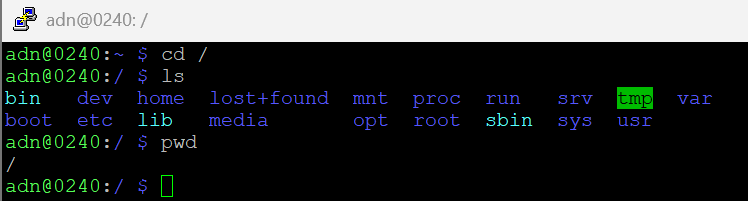 adn@0240: /
adn@0240:~ $ cd /
adn@0240:/ $ ls
bin   dev  home  lost+found  mnt  proc  run   srv  tmp  var
boot  etc  lib   media       opt  root  sbin  sys  usr
adn@0240:/ $ pwd
/
adn@0240:/ $